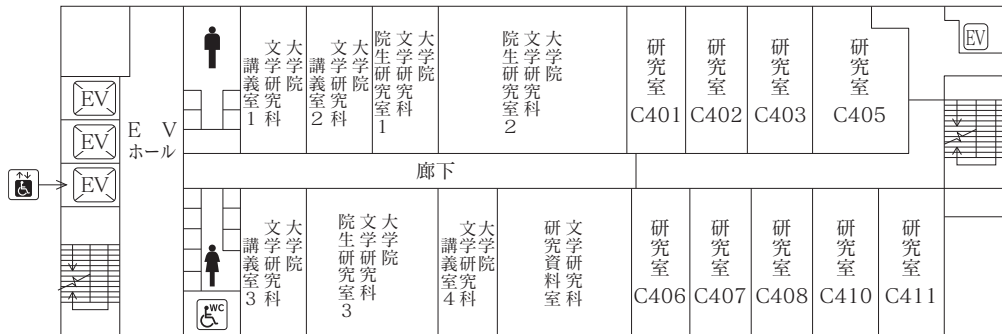 大学院
文学研究科
講義室1
大学院
文学研究科
講義室2
大学院
文学研究科
院生研究室1
大学院
文学研究科
院生研究室2
研究室
C401
研究室
C402
研究室
C403
研究室
C405
EV
EV
EV
EV
EV
ホール
廊下
大学院
文学研究科
講義室3
大学院
文学研究科
院生研究室3
大学院
文学研究科
講義室4
文学研究科
研究資料室
研究室
C406
研究室
C407
研究室
C408
研究室
C410
研究室
C411
WC